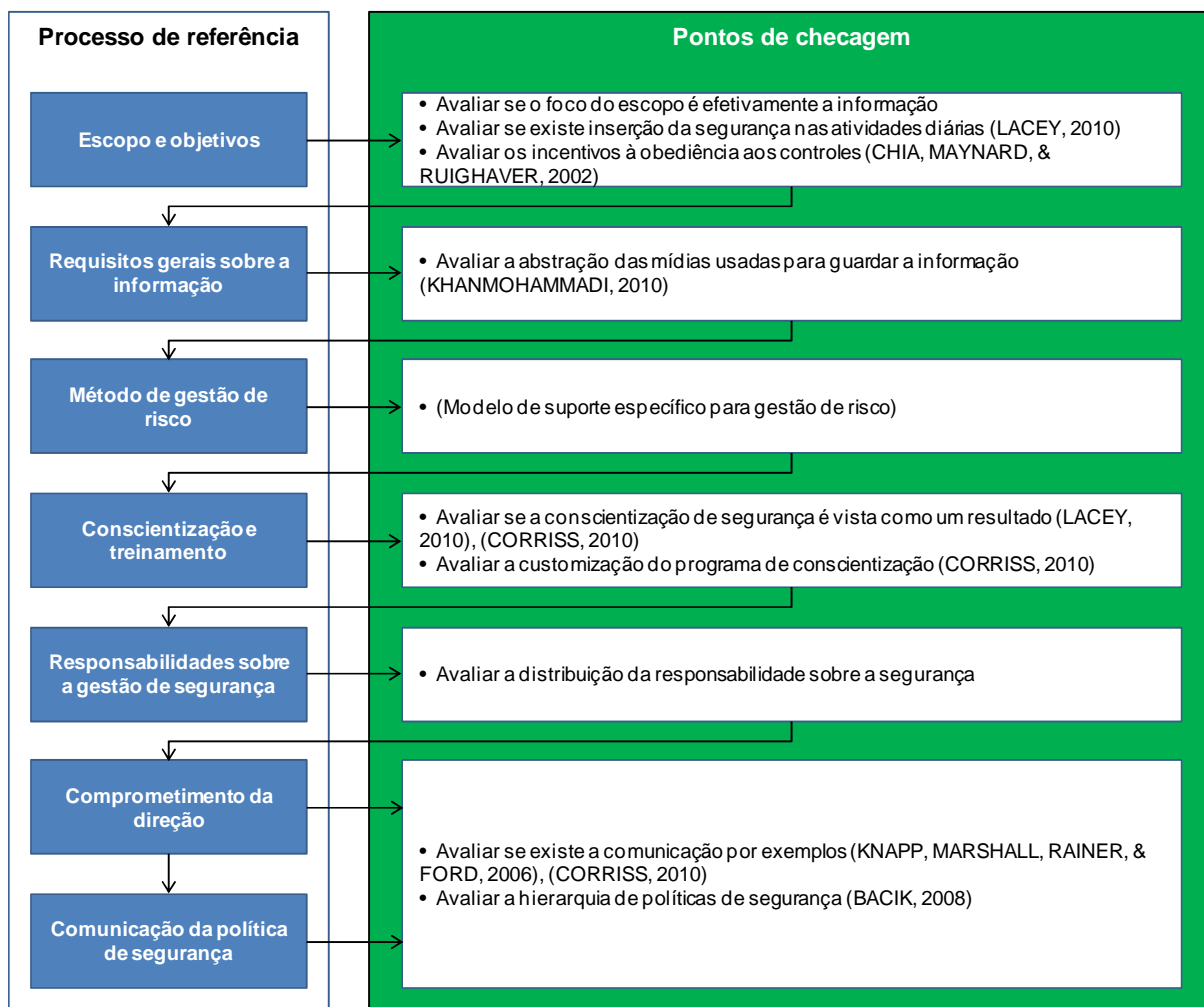 Processo de referência
Pontos de checagem
Escopo e objetivos
• Avaliar se o foco do escopo é efetivamente a informação
• Avaliar se existe inserção da segurança nas atividades diárias (LACEY, 2010)
• Avaliar os incentivos à obediência aos controles (CHIA, MAYNARD, &
RUIGHAVER, 2002)
Requisitos gerais sobre a
informação
• Avaliar a abstração das mídias usadas para guardar a informação
(KHANMOHAMMADI, 2010)
Método de gestão de
risco
• (Modelo de suporte específico para gestão de risco)
Conscientização e
treinamento
• Avaliar se a conscientização de segurança é vista como um resultado (LACEY,
2010), (CORRISS, 2010)
• Avaliar a customização do programa de conscientização (CORRISS, 2010)
Responsabilidades sobre
a gestão de segurança
• Avaliar a distribuição da responsabilidade sobre a segurança
Comprometimento da
direção
Comunicação da política
de segurança
• Avaliar se existe a comunicação por exemplos (KNAPP, MARSHALL, RAINER, &
FORD, 2006), (CORRISS, 2010)
• Avaliar a hierarquia de políticas de segurança (BACIK, 2008)